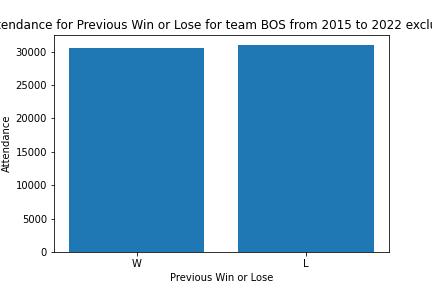 tendance for Previous Win or Lose for team BOS from 2015 to 2022 exclu
30000
25000
20000
15000
10000
5000
0
Attendance
W
L
Previous Win or Lose